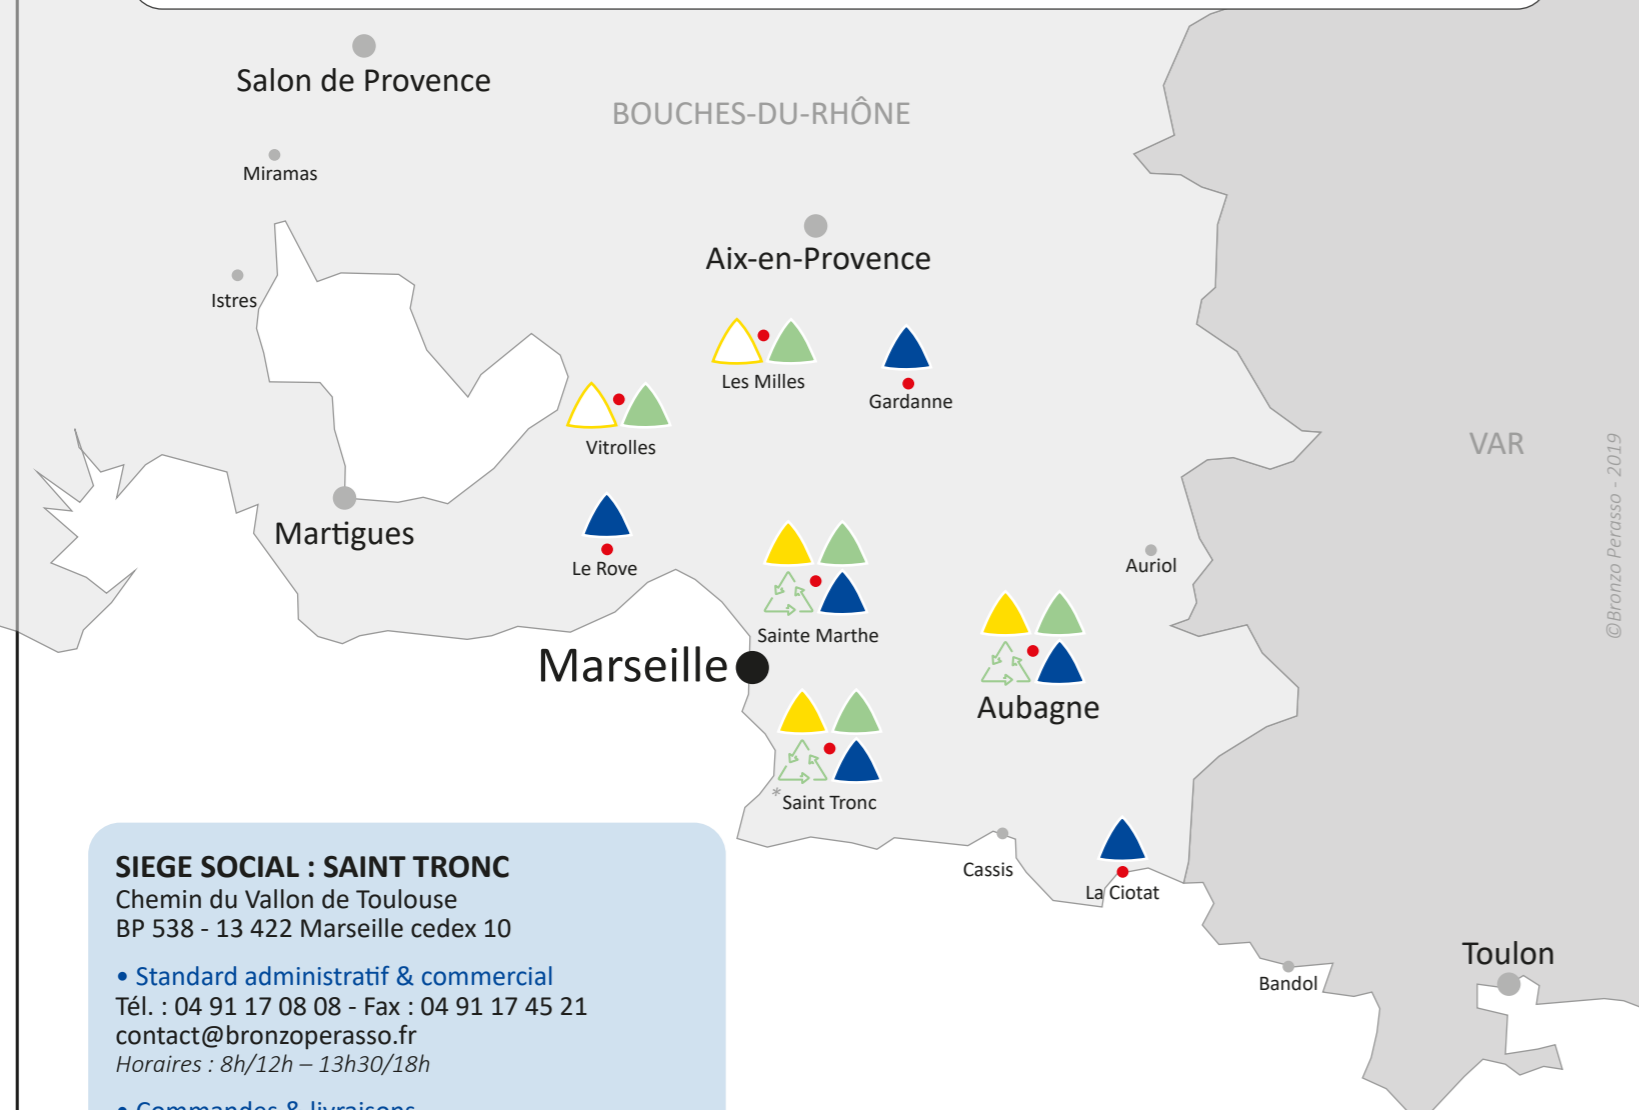 Salon de Provence
BOUCHES-DU-RHÔNE
Miramas
Aix-en-Provence
Istres
Les Milles
Gardanne
Vitrolles
VAR
©Bronzo Perasso - 2019
Martigues
Le Rove
Auriol
Sainte Marthe
Marseille
Aubagne
* Saint Tronc
Cassis
La Ciotat
Toulon
Bandol
SIEGE SOCIAL : SAINT TRONC
Chemin du Vallon de Toulouse
BP 538 - 13 422 Marseille cedex 10
• Standard administratif & commercial
Tél. : 04 91 17 08 08 - Fax : 04 91 17 45 21
contact@bronzoperasso.fr
Horaires : 8h/12h – 13h30/18h
• Commandes & livraisons